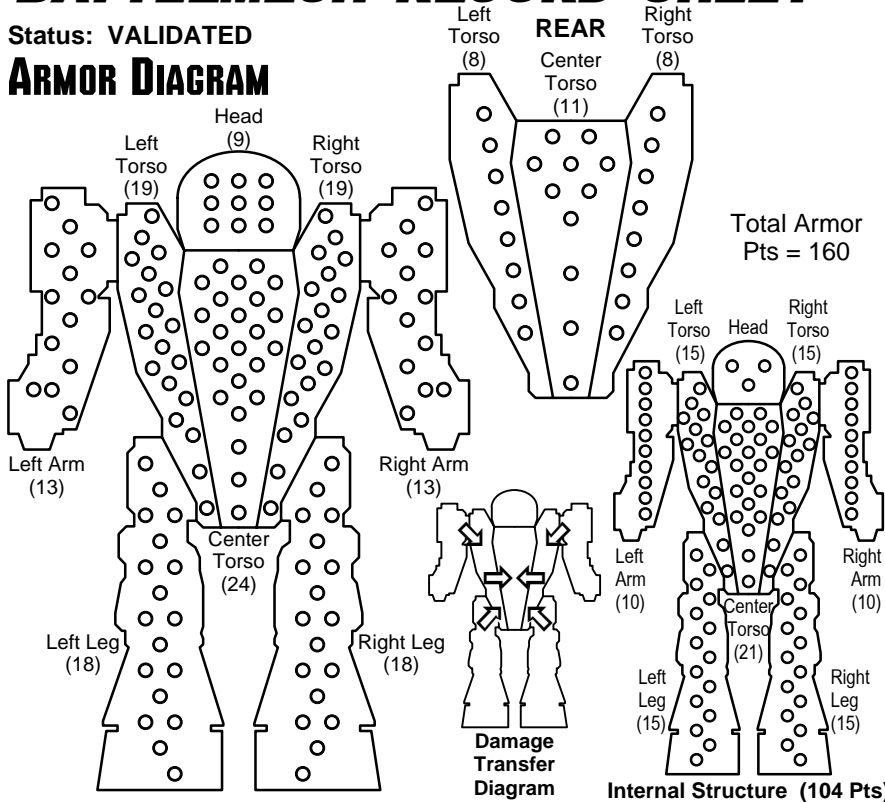 BATTLEMECH RECORD SHEET
Status: VALIDATED
ARMOR DIAGRAM
Head
(9)
Left
Torso
(19)
Right
Torso
(19)
Left Arm
(13)
Right Arm
(13)
Center
Torso
(24)
Left Leg
(18)
Right Leg
(18)
REAR
Left
Torso
(8)
Center
Torso
(11)
Right
Torso
(8)
Total Armor
Pts = 160
Damage
Transfer
Diagram
Left
Torso
(15)
Head
Right
Torso
(15)
Left
Arm
(10)
Right
Arm
(10)
Center
Torso
(21)
Left
Leg
(15)
Right
Leg
(15)
Internal Structure (104 Pts)